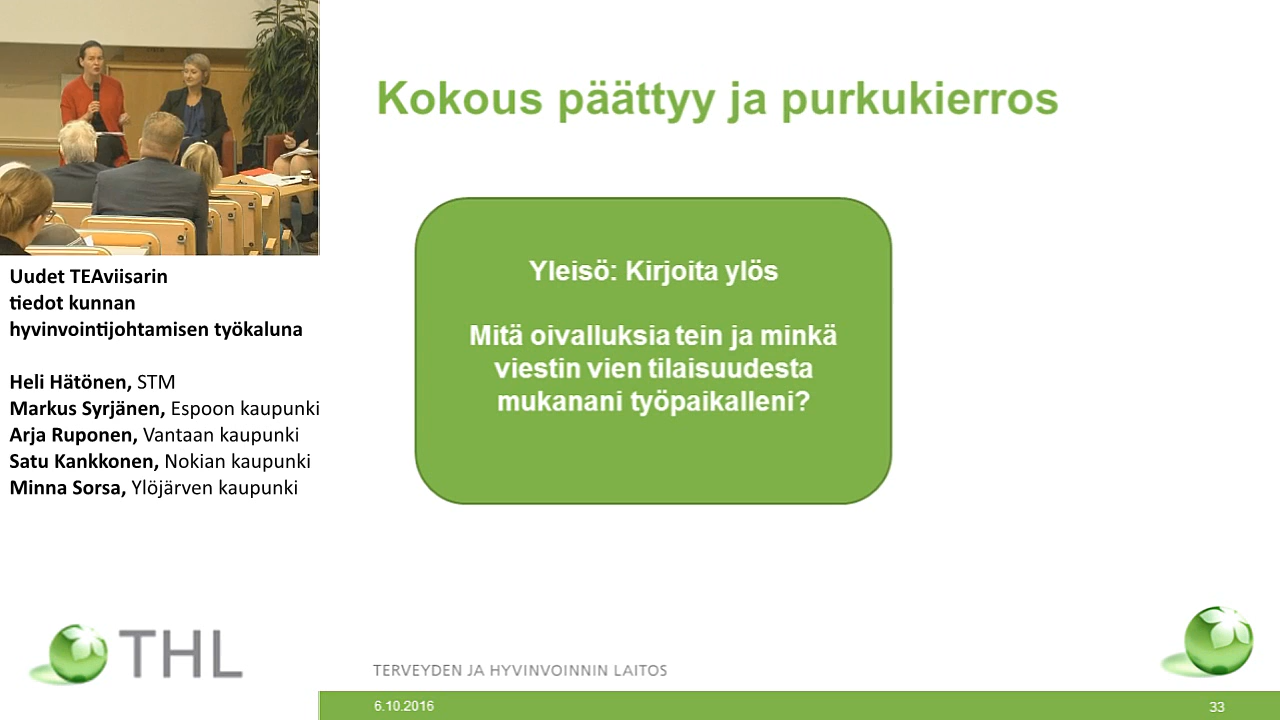 Kokous päättyy ja purkukierros
Yleisö: Kirjoita ylös
Mitä oivalluksia tein ja minkä
viestin vien tilaisuudesta
mukanani työpaikalleni?
Uudet TEAviisarin
tiedot kunnan
hyvinvointijohtamisen työkaluna
Heli Hätönen, STM
Markus Syrjänen, Espoon kaupunki
Arja Ruponen, Vantaan kaupunki
Satu Kankkonen, Nokian kaupunki
Minna Sorsa, Ylöjärven kaupunki
THL
TERVEYDEN JA HYVINVOINNIN LAITOS
6.10.2016
33